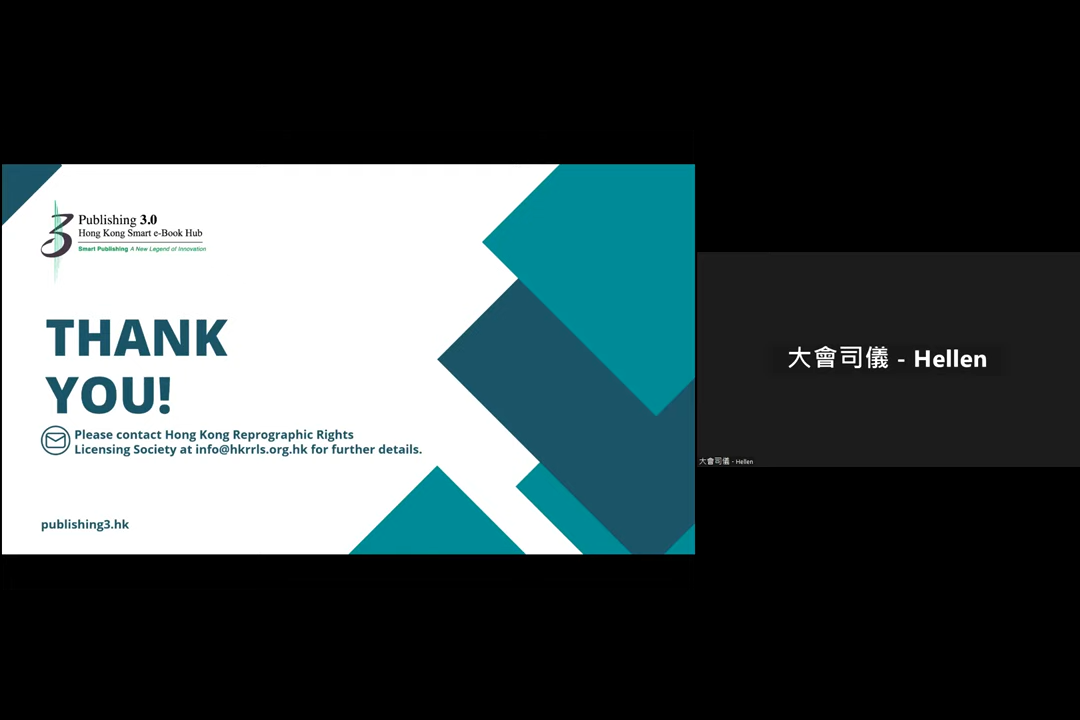 Publishing 3.0
Hong Kong Smart e-Book Hub
Smart Publishing A New Legend of Innovation
THANK
YOU!
Please contact Hong Kong Reprographic Rights
Licensing Society at info@hkrrls.org.hk for further details.
publishing3.hk
大會司儀 - Hellen
大會司儀 - Hellen